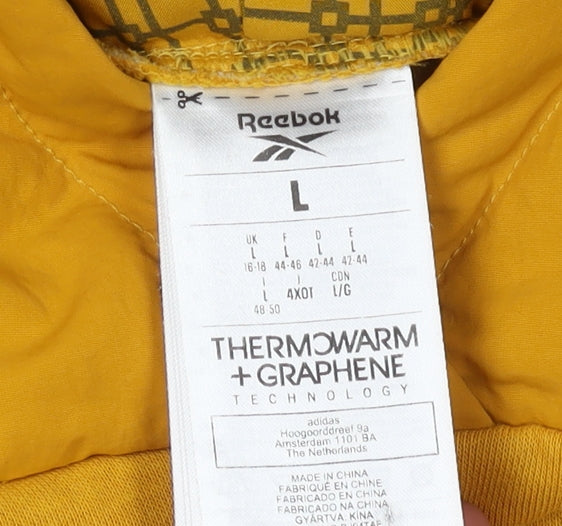 Reebok
L
UK F D E
L L L L
16-18 44-46 42-44 42-44
I I CDN
L 4XOT L/G
48-50
THERMOWARM
+ GRAPHENE
TECHNOLOGY
adidas
Hoogoorddreef 9a
Amsterdam 1101 BA
The Netherlands
MADE IN CHINA
FABRIQUÉ EN CHINE
FABRICADO EN CHINA
FABRICADO NA CHINA
GYÁRTVA: KÍNA